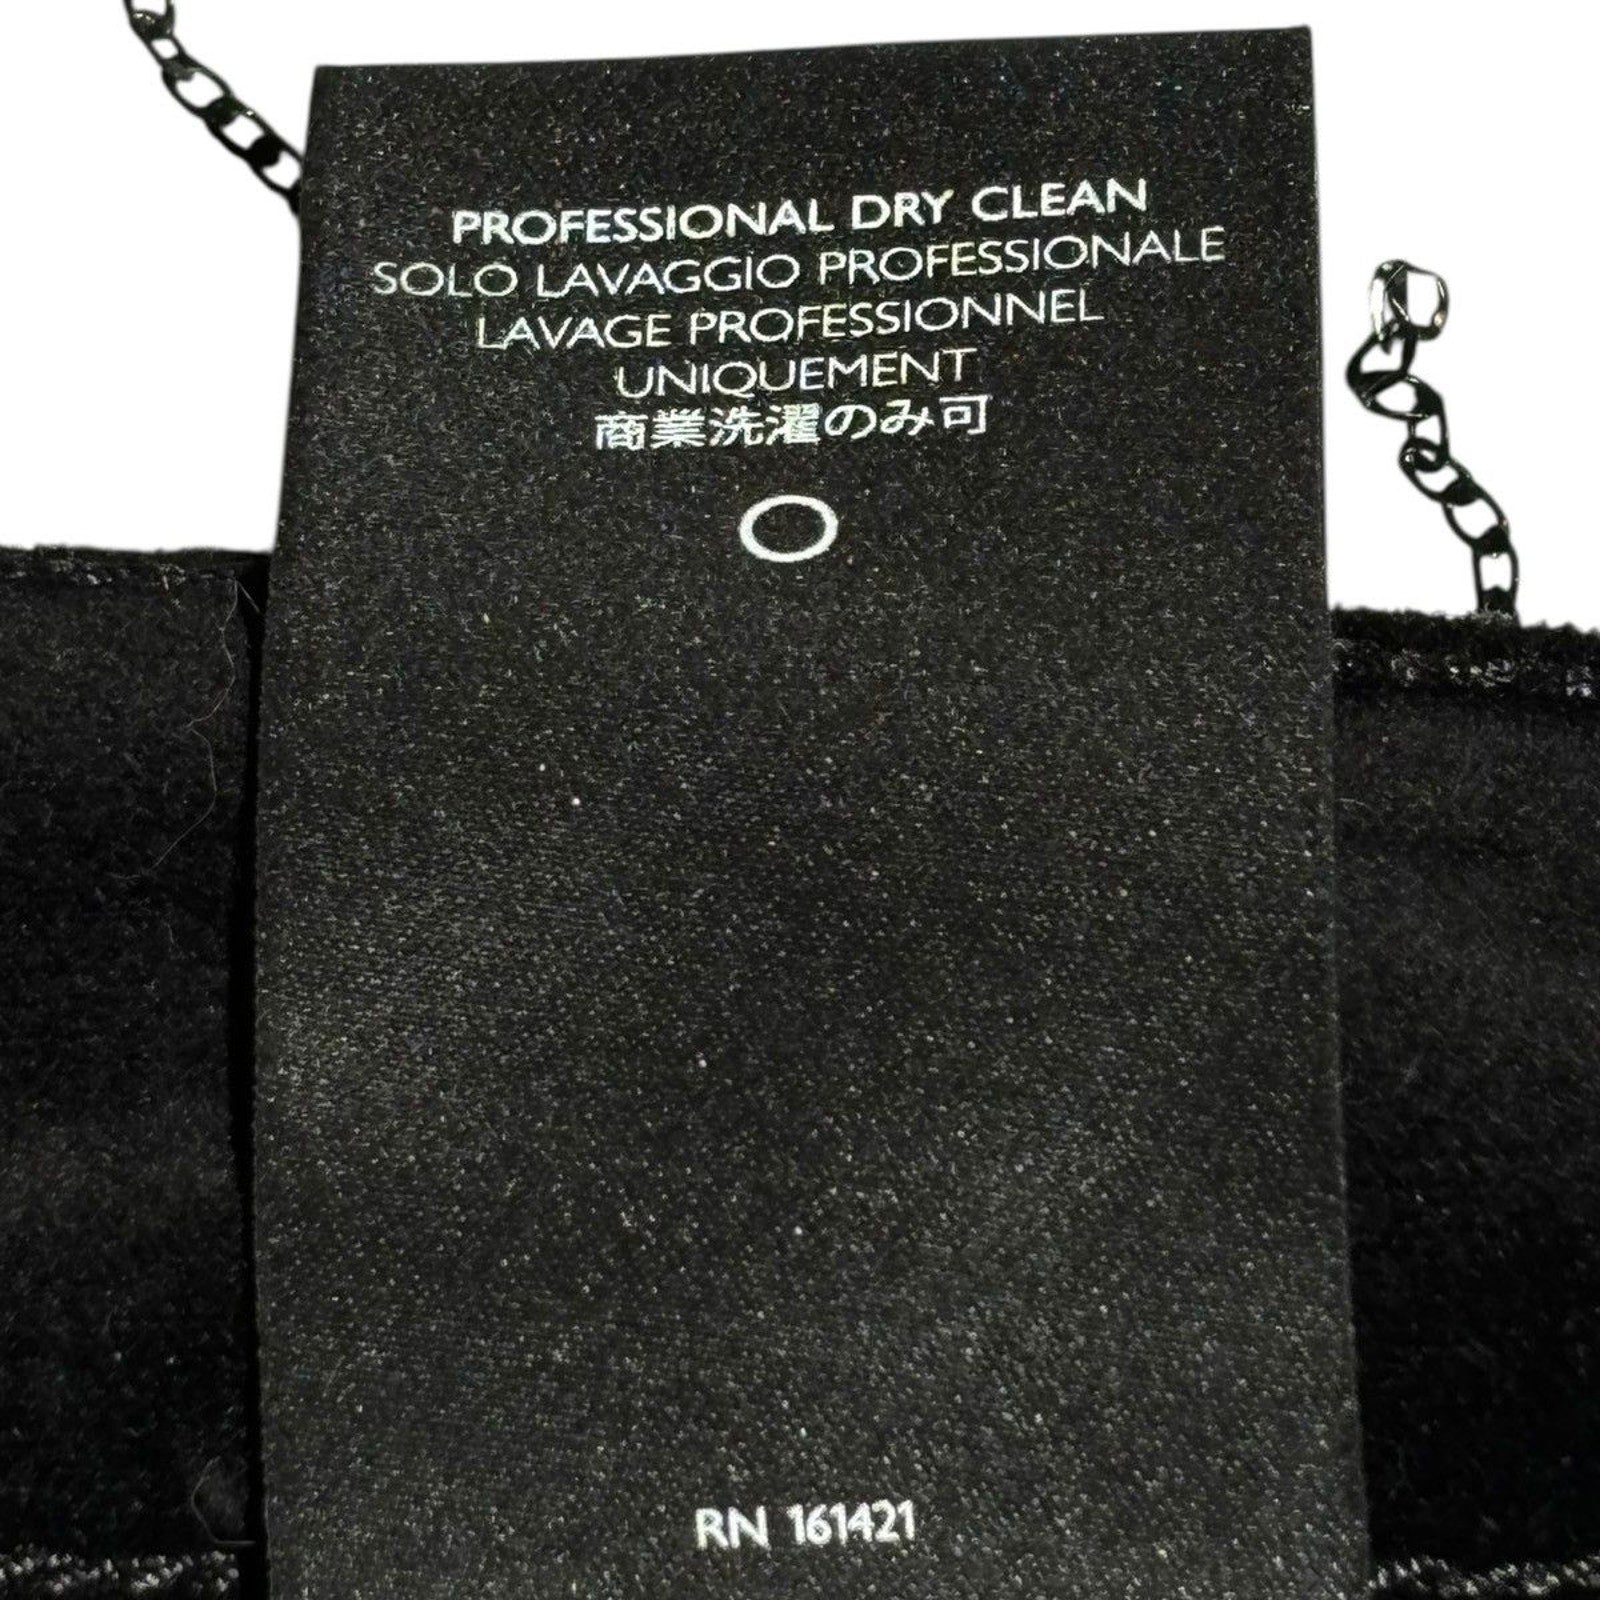 PROFESSIONAL DRY CLEAN
SOLO LAVAGGIO PROFESSIONALE
LAVAGE PROFESSIONNEL
UNIQUEMENT
商業洗濯のみ可
RN 161421